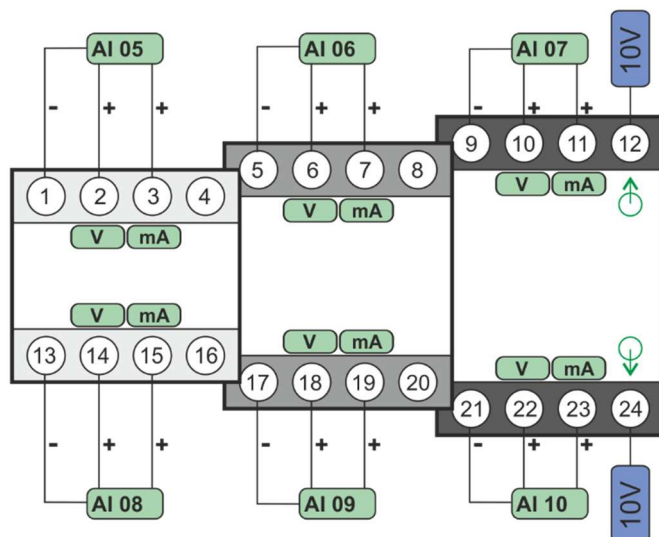 AI 05 AI 06 AI 07 10V
- + + - + + - + +
9 10 11 12
5 6 7 8
V mA
1 2 3 4
V mA
V mA
V mA
13 14 15 16
V mA
17 18 19 20
V mA
21 22 23 24
- + + - + + - + +
AI 08 AI 09 AI 10 10V